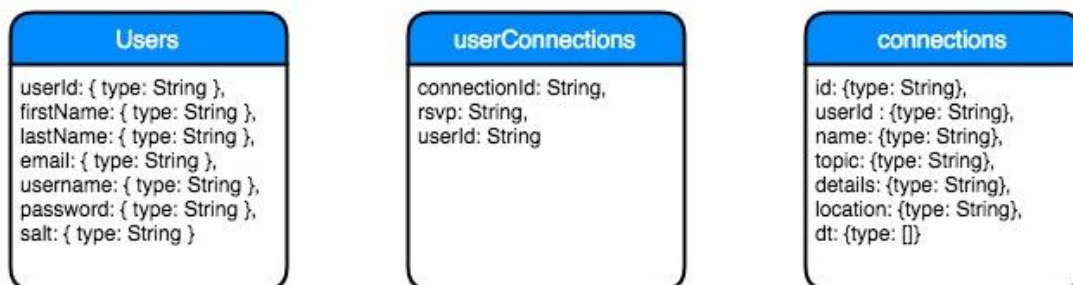 Users
userId: { type: String },
firstName: { type: String },
lastName: { type: String },
email: { type: String },
username: { type: String },
password: { type: String },
salt: { type: String }
userConnections
connectionId: String,
rsvp: String,
userId: String
connections
id: {type: String},
userId : {type: String},
name: {type: String},
topic: {type: String},
details: {type: String},
location: {type: String},
dt: {type: []}